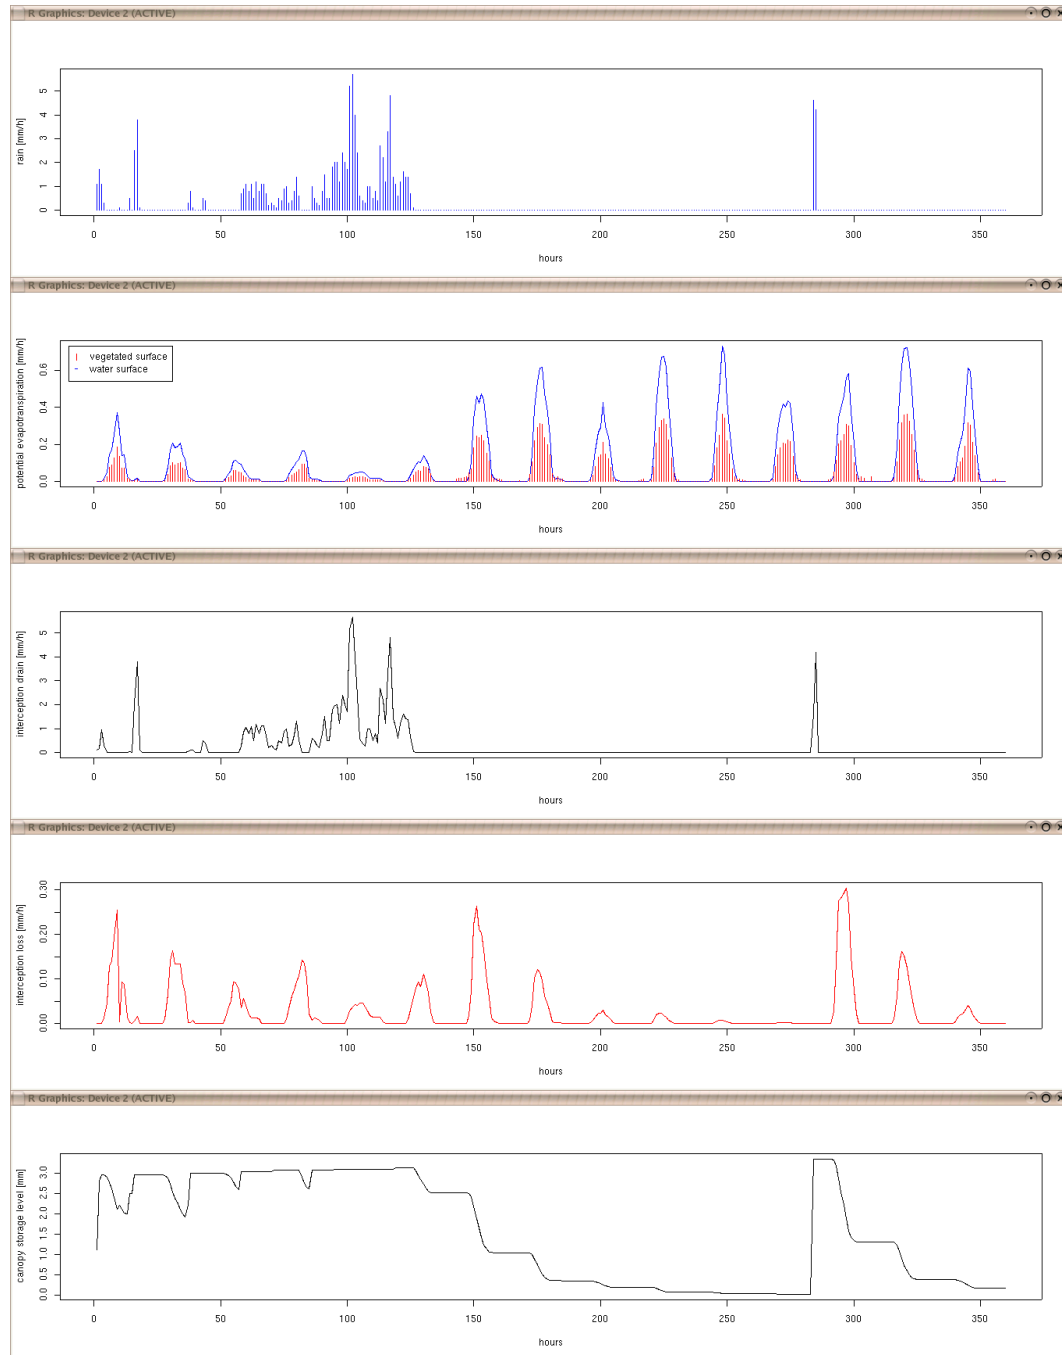 R Graphics: Device 2 (ACTIVE)
rain [mm/h]
5
4
3
2
1
0
0 50 100 150 200 250 300 350
hours
R Graphics: Device 2 (ACTIVE)
potential evapotranspiration [mm/h]
0.6
0.4
0.2
0.0
vegetated surface
water surface
0 50 100 150 200 250 300 350
hours
R Graphics: Device 2 (ACTIVE)
interception drain [mm/h]
5
4
3
2
1
0
0 50 100 150 200 250 300 350
hours
R Graphics: Device 2 (ACTIVE)
interception loss [mm/h]
0.30
0.20
0.10
0.00
0 50 100 150 200 250 300 350
hours
R Graphics: Device 2 (ACTIVE)
canopy storage level [mm]
3.0
2.5
2.0
1.5
1.0
0.5
0.0
0 50 100 150 200 250 300 350
hours